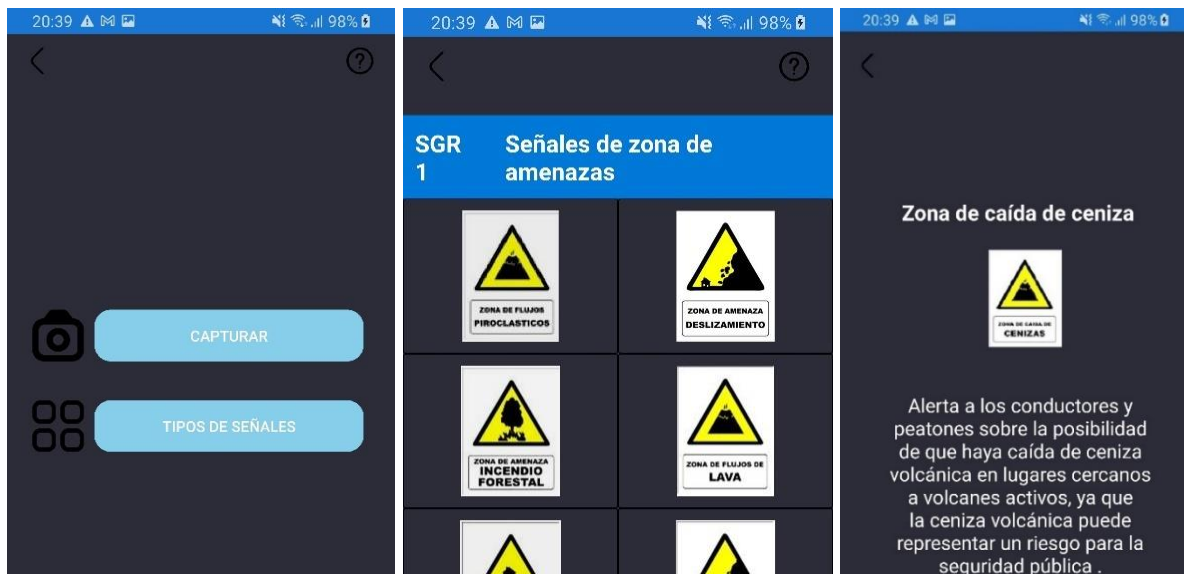 20:39 98%
CAPTURAR
TIPOS DE SEÑALES
20:39 98%
SGR
1
Señales de zona de
amenazas
ZONA DE FLUJOS
PIROCLASTICOS
ZONA DE AMENAZA
DESLIZAMIENTO
ZONA DE AMENAZA
INCENDIO
FORESTAL
ZONA DE FLUJOS DE
LAVA
20:39 98%
Zona de caída de ceniza
ZONA DE CAIDA DE
CENIZAS
Alerta a los conductores y
peatones sobre la posibilidad
de que haya caída de ceniza
volcánica en lugares cercanos
a volcanes activos, ya que
la ceniza volcánica puede
representar un riesgo para la
seguridad pública .